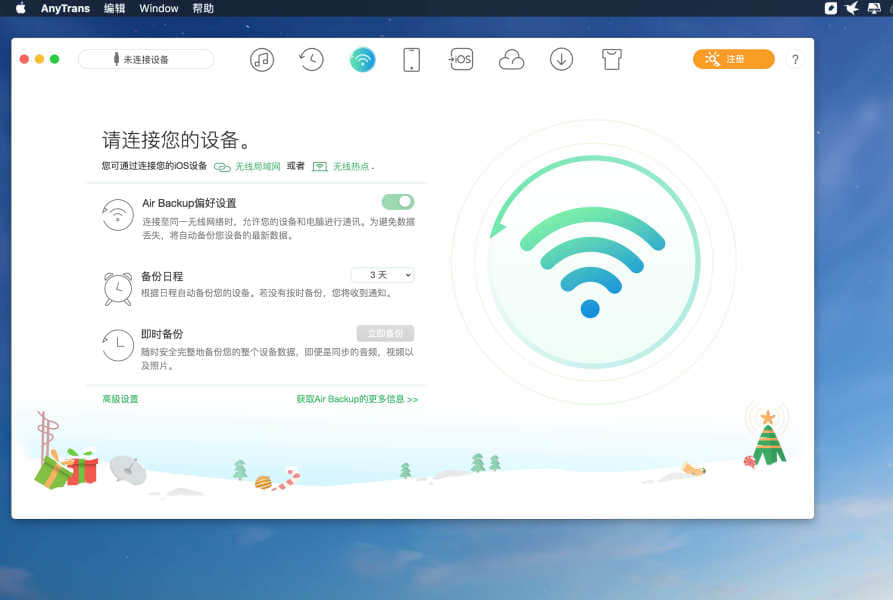 AnyTrans 编辑 Window 帮助
未连接设备
iOS
注册
?
请连接您的设备。
您可通过连接您的iOS设备 无线局域网 或者 无线热点 .
Air Backup偏好设置
连接至同一无线网络时，允许您的设备和电脑进行通讯。为避免数据
丢失，将自动备份您设备的最新数据。
备份日程
3 天
根据日程自动备份您的设备。若没有按时备份，您将收到通知。
即时备份
立即备份
随时安全完整地备份您的整个设备数据，即便是同步的音频，视频以
及照片。
高级设置
获取Air Backup的更多信息 >>